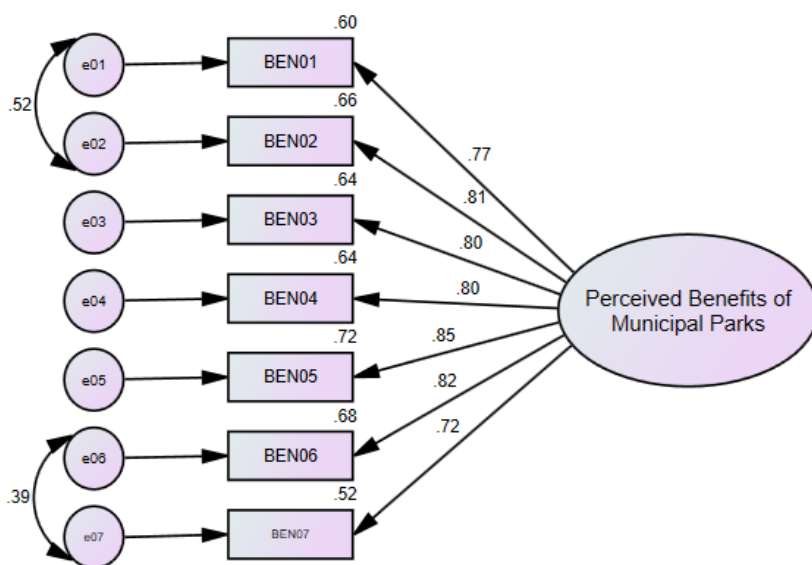 .60
e01
BEN01
.66
.77
.52
e02
BEN02
.81
.64
e03
BEN03
.80
.64
e04
BEN04
.80
Perceived Benefits of
Municipal Parks
.72
.85
e05
BEN05
.82
.68
e06
BEN06
.72
.39
.52
e07
BEN07